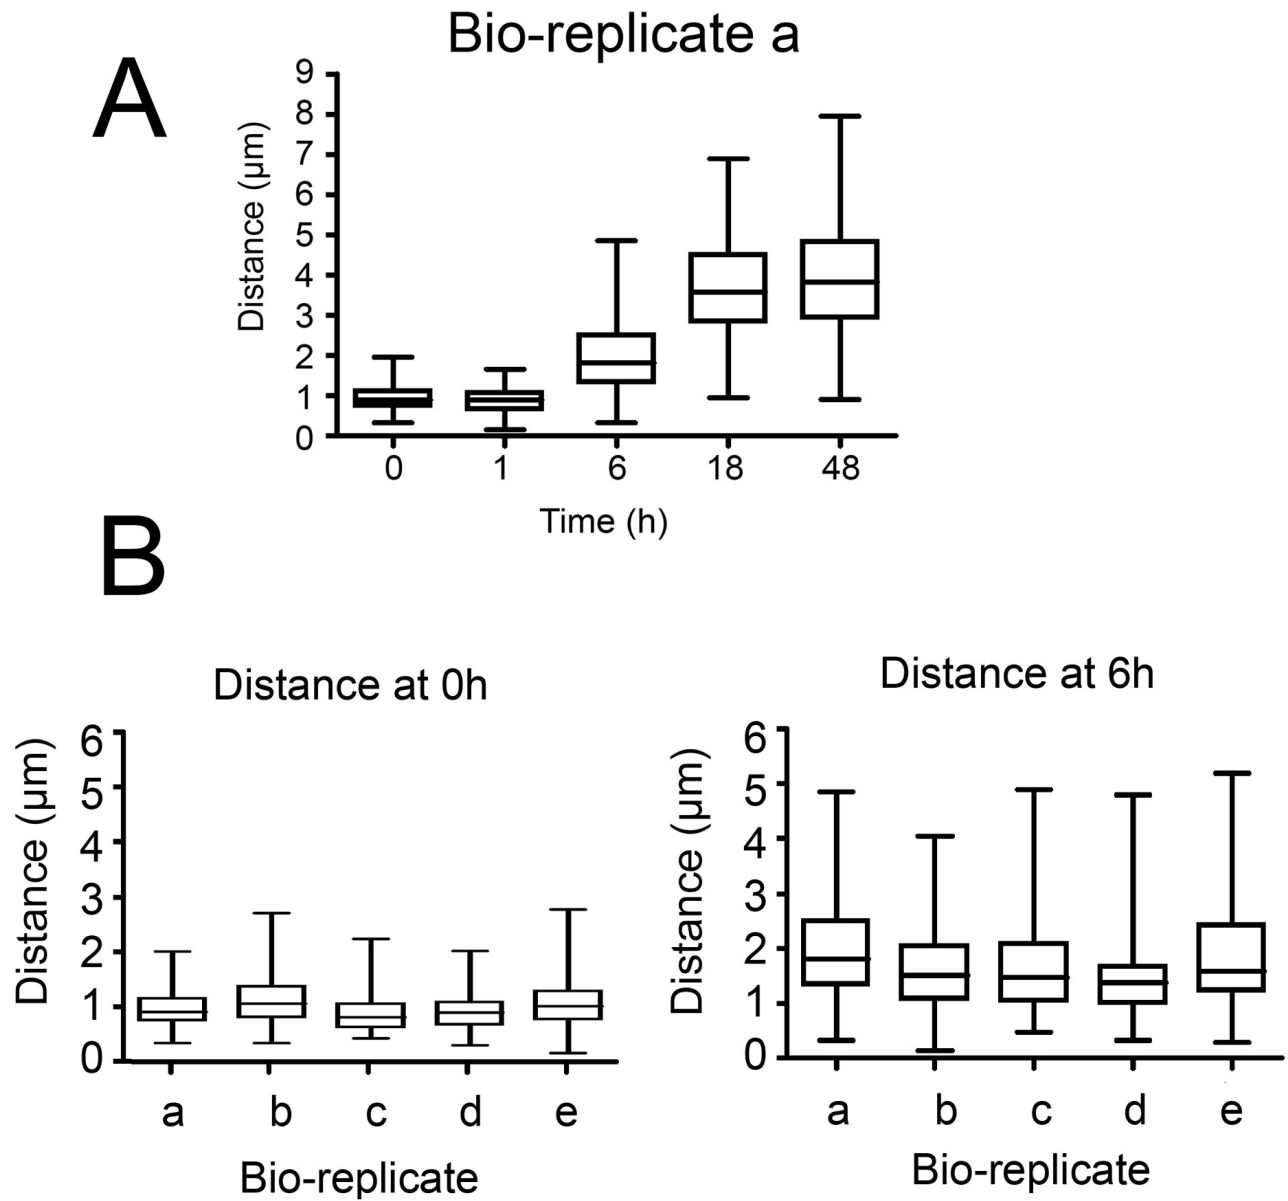 Bio-replicate a
A
Distance (µm)
9
8
7
6
5
4
3
2
1
0
0 1 6 18 48
Time (h)
B
Distance at 0h
Distance (µm)
6
5
4
3
2
1
0
a b c d e
Bio-replicate
Distance at 6h
Distance (µm)
6
5
4
3
2
1
0
a b c d e
Bio-replicate